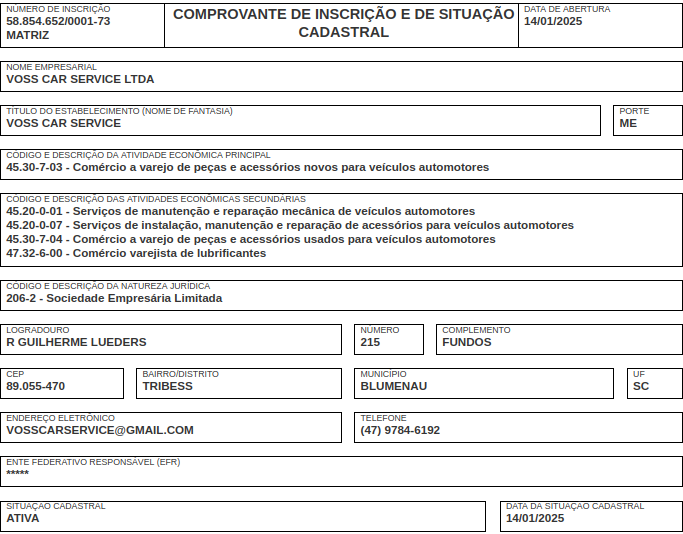 NÚMERO DE INSCRIÇÃO
58.854.652/0001-73
MATRIZ
COMPROVANTE DE INSCRIÇÃO E DE SITUAÇÃO
CADASTRAL
DATA DE ABERTURA
14/01/2025
NOME EMPRESARIAL
VOSS CAR SERVICE LTDA
TÍTULO DO ESTABELECIMENTO (NOME DE FANTASIA)
VOSS CAR SERVICE
PORTE
ME
CÓDIGO E DESCRIÇÃO DA ATIVIDADE ECONÔMICA PRINCIPAL
45.30-7-03 - Comércio a varejo de peças e acessórios novos para veículos automotores
CÓDIGO E DESCRIÇÃO DAS ATIVIDADES ECONÔMICAS SECUNDÁRIAS
45.20-0-01 - Serviços de manutenção e reparação mecânica de veículos automotores
45.20-0-07 - Serviços de instalação, manutenção e reparação de acessórios para veículos automotores
45.30-7-04 - Comércio a varejo de peças e acessórios usados para veículos automotores
47.32-6-00 - Comércio varejista de lubrificantes
CÓDIGO E DESCRIÇÃO DA NATUREZA JURÍDICA
206-2 - Sociedade Empresária Limitada
LOGRADOURO
R GUILHERME LUEDERS
NÚMERO
215
COMPLEMENTO
FUNDOS
CEP
89.055-470
BAIRRO/DISTRITO
TRIBESS
MUNICÍPIO
BLUMENAU
UF
SC
ENDEREÇO ELETRÔNICO
VOSSCARSERVICE@GMAIL.COM
TELEFONE
(47) 9784-6192
ENTE FEDERATIVO RESPONSÁVEL (EFR)
*****
SITUAÇÃO CADASTRAL
ATIVA
DATA DA SITUAÇÃO CADASTRAL
14/01/2025